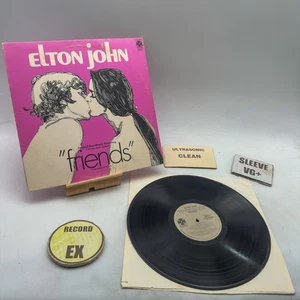 ELTON JOHN
"friends"
ULTRASONIC
CLEAN
SLEEVE
VG+
RECORD
EX